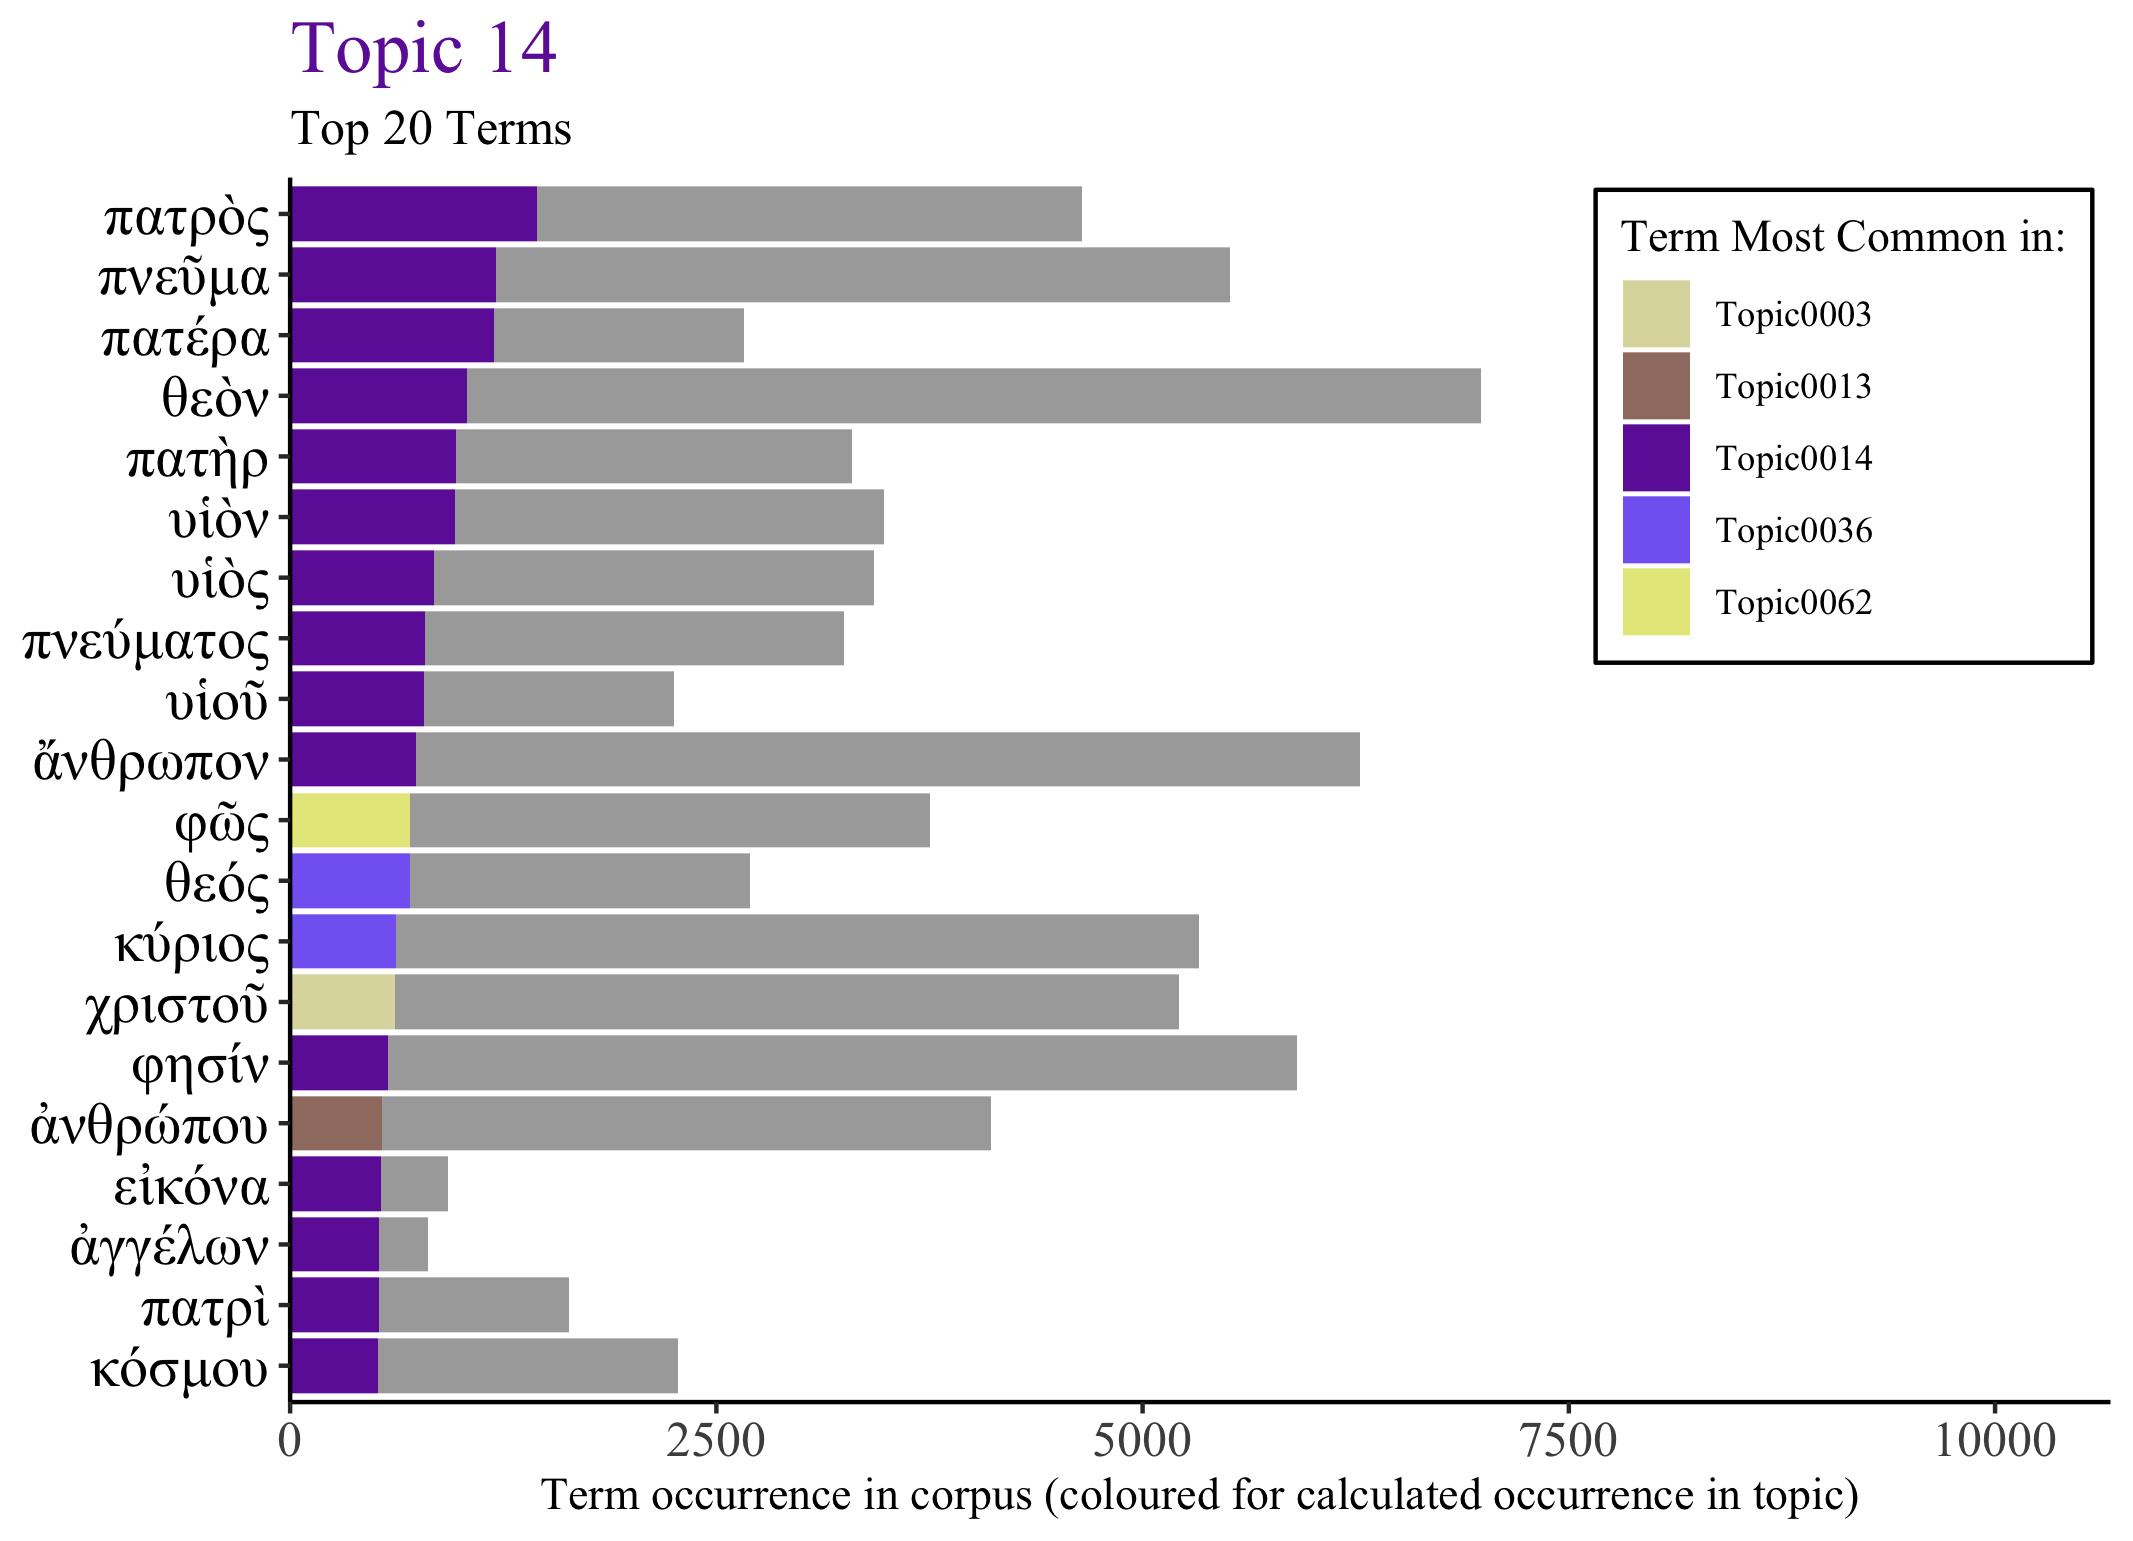 Topic 14
Top 20 Terms
πατρὸς
πνεῦμα
πατέρα
θεὸν
πατὴρ
υἱὸν
υἱὸς
πνεύματος
υἱοῦ
ἄνθρωπον
φῶς
θεός
κύριος
χριστοῦ
φησίν
ἀνθρώπου
εἰκόνα
ἀγγέλων
πατρὶ
κόσμου
0 2500 5000 7500 10000
Term occurrence in corpus (coloured for calculated occurrence in topic)
Term Most Common in:
Topic0003
Topic0013
Topic0014
Topic0036
Topic0062